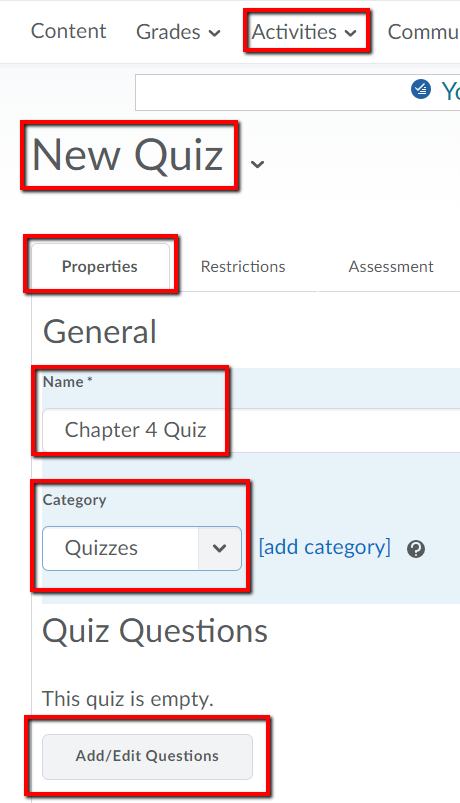 Content Grades Activities Commu
Yo
New Quiz
Properties Restrictions Assessment
General
Name *
Chapter 4 Quiz
Category
Quizzes [add category]
Quiz Questions
This quiz is empty.
Add/Edit Questions